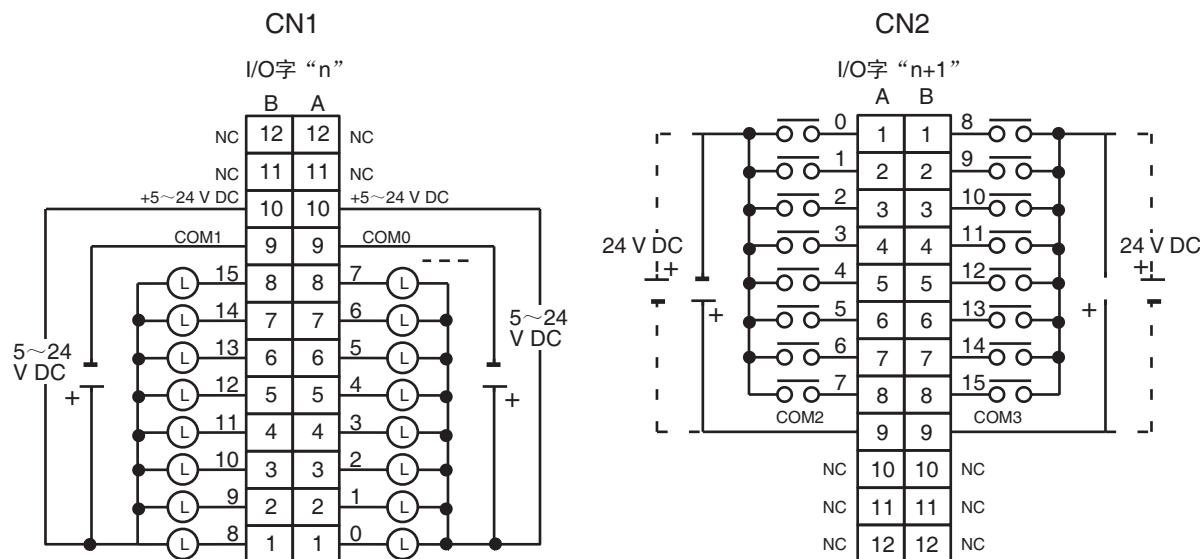 CN1
I/O字 “n”
B A
NC 12 12 NC
NC 11 11 NC
+5～24 V DC 10 10 +5～24 V DC
COM1 9 9 COM0
L 15 8 8 7 L
L 14 7 7 6 L
L 13 6 6 5 L
L 12 5 5 4 L
L 11 4 4 3 L
L 10 3 3 2 L
L 9 2 2 1 L
L 8 1 1 0 L
5～24
V DC
+
5～24
V DC
+
CN2
I/O字 “n+1”
A B
0 1 1 8
1 2 2 9
2 3 3 10
3 4 4 11
4 5 5 12
5 6 6 13
6 7 7 14
7 8 8 15
COM2 9 9 COM3
NC 10 10 NC
NC 11 11 NC
NC 12 12 NC
24 V DC
+
+
24 V DC
+
+